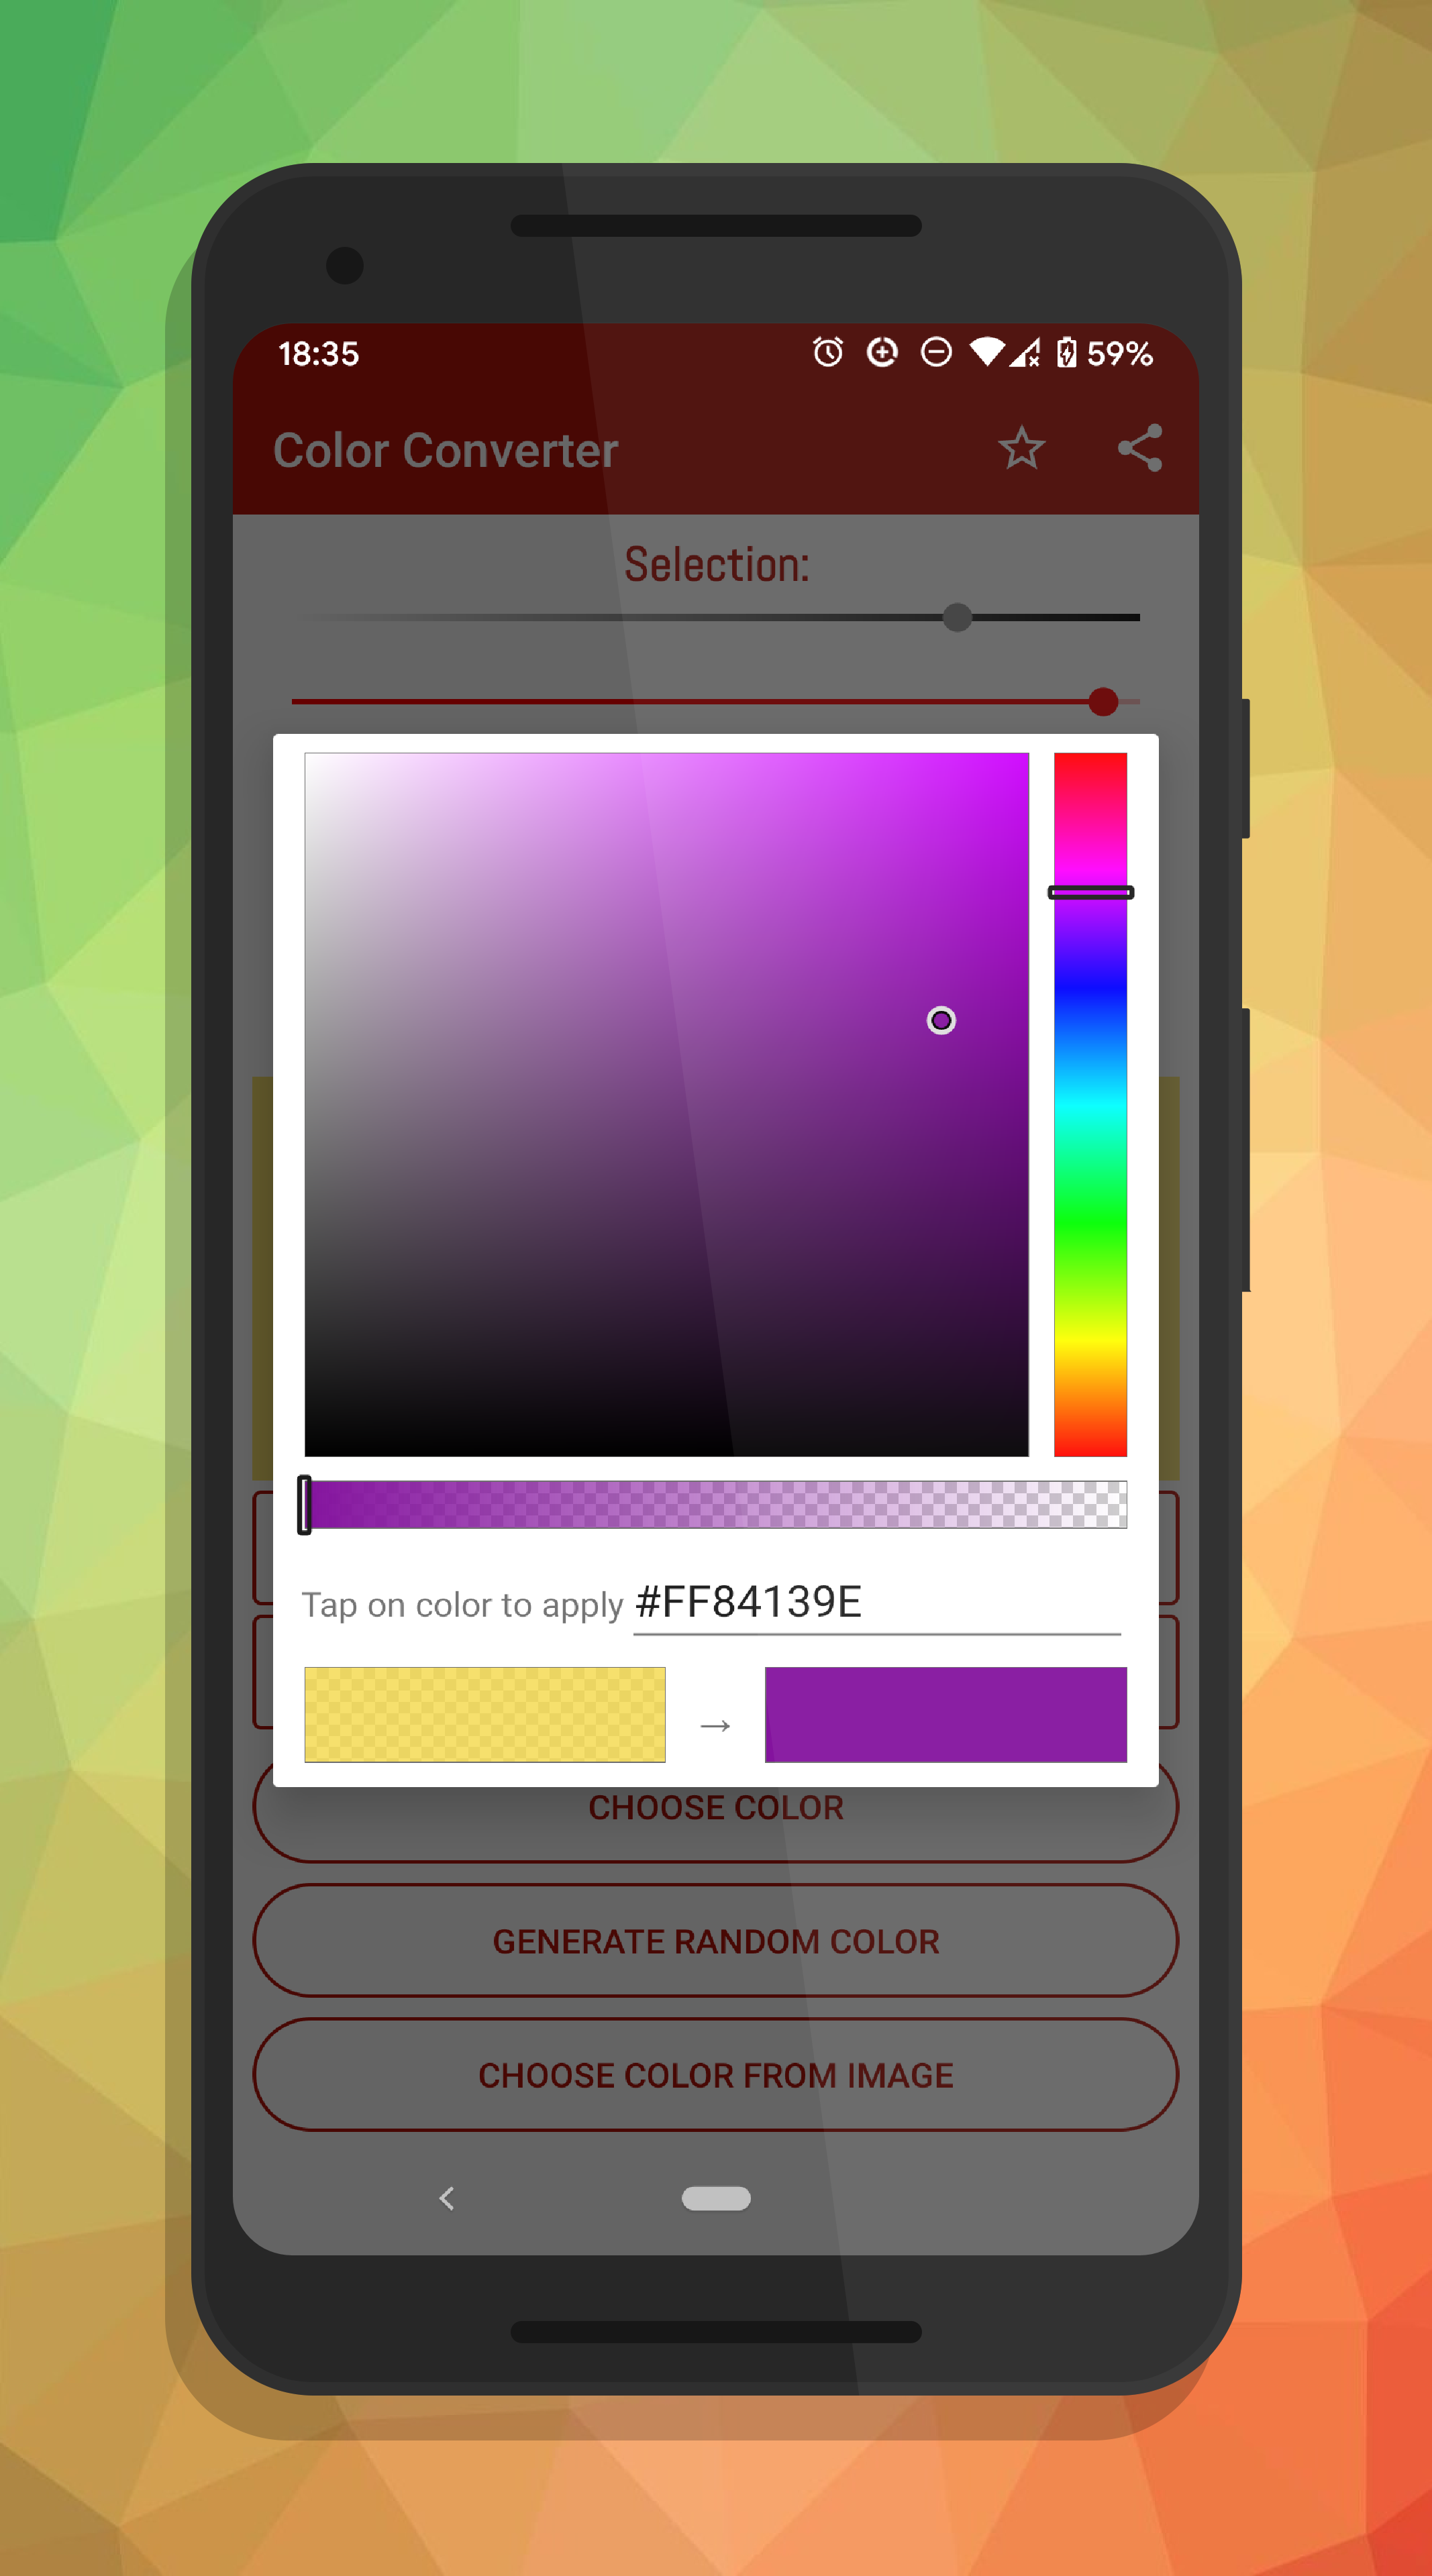 18:35 59%
Color Converter
Selection:
Tap on color to apply #FF84139E
→
CHOOSE COLOR
GENERATE RANDOM COLOR
CHOOSE COLOR FROM IMAGE